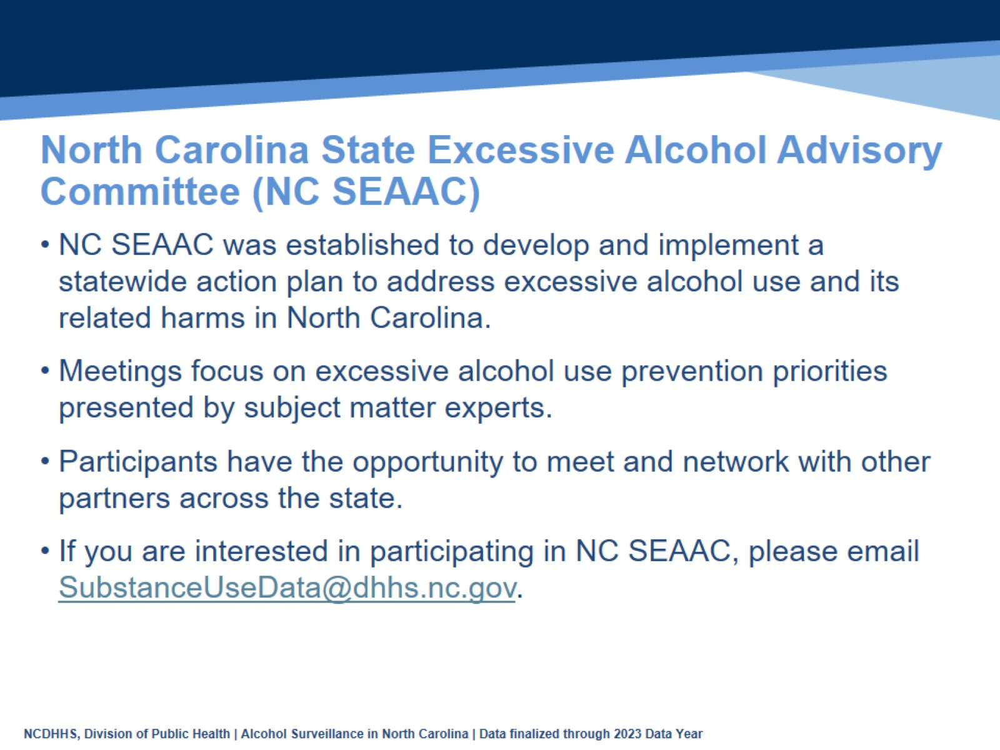 North Carolina State Excessive Alcohol Advisory
Committee (NC SEAAC)
• NC SEAAC was established to develop and implement a
statewide action plan to address excessive alcohol use and its
related harms in North Carolina.
• Meetings focus on excessive alcohol use prevention priorities
presented by subject matter experts.
• Participants have the opportunity to meet and network with other
partners across the state.
• If you are interested in participating in NC SEAAC, please email
SubstanceUseData@dhhs.nc.gov.
NCDHHS, Division of Public Health | Alcohol Surveillance in North Carolina | Data finalized through 2023 Data Year